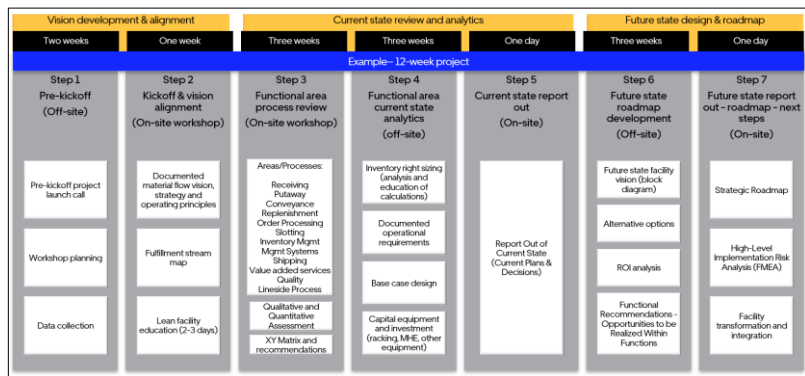 Vision development & alignment
Current state review and analytics
Future state design & roadmap
Two weeks
One week
Three weeks
Three weeks
One day
Three weeks
One day
Example– 12-week project
Step 1
Pre-kickoff
(Off-site)
Pre-kickoff project
launch call
Workshop planning
Data collection
Step 2
Kickoff & vision
alignment
(On-site workshop)
Documented
material flow vision,
strategy and
operating principles
Fulfillment stream
map
Lean facility
education (2-3 days)
Step 3
Functional area
process review
(On-site workshop)
Areas/Processes:
Receiving
Putaway
Conveyance
Replenishment
Order Processing
Slotting
Inventory Mgmt
Mgmt Systems
Shipping
Value added services
Quality
Lineside Process
Qualitative and
Quantitative
Assessment
XY Matrix and
recommendations
Step 4
Functional area
current state
analytics
(off-site)
Inventory right sizing
(analysis and
education of
calculations)
Documented
operational
requirements
Base case design
Capital equipment
and investment
(racking, MHE, other
equipment)
Step 5
Current state report
out
(On-site)
Report Out of
Current State
(Current Plans &
Decisions)
Step 6
Future state
roadmap
development
(Off-site)
Future state facility
vision (block
diagram)
Alternative options
ROI analysis
Functional
Recommendations -
Opportunities to be
Realized Within
Functions
Step 7
Future state report
out - roadmap - next
steps
(On-site)
Strategic Roadmap
High-Level
Implementation Risk
Analysis (FMEA)
Facility
transformation and
integration